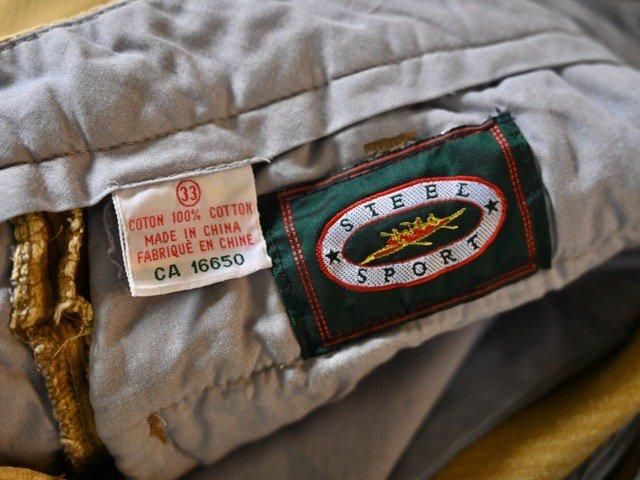 33
COTON 100% COTTON
MADE IN CHINA
FABRIQUÉ EN CHINE
CA 16650
STEEL
SPORT